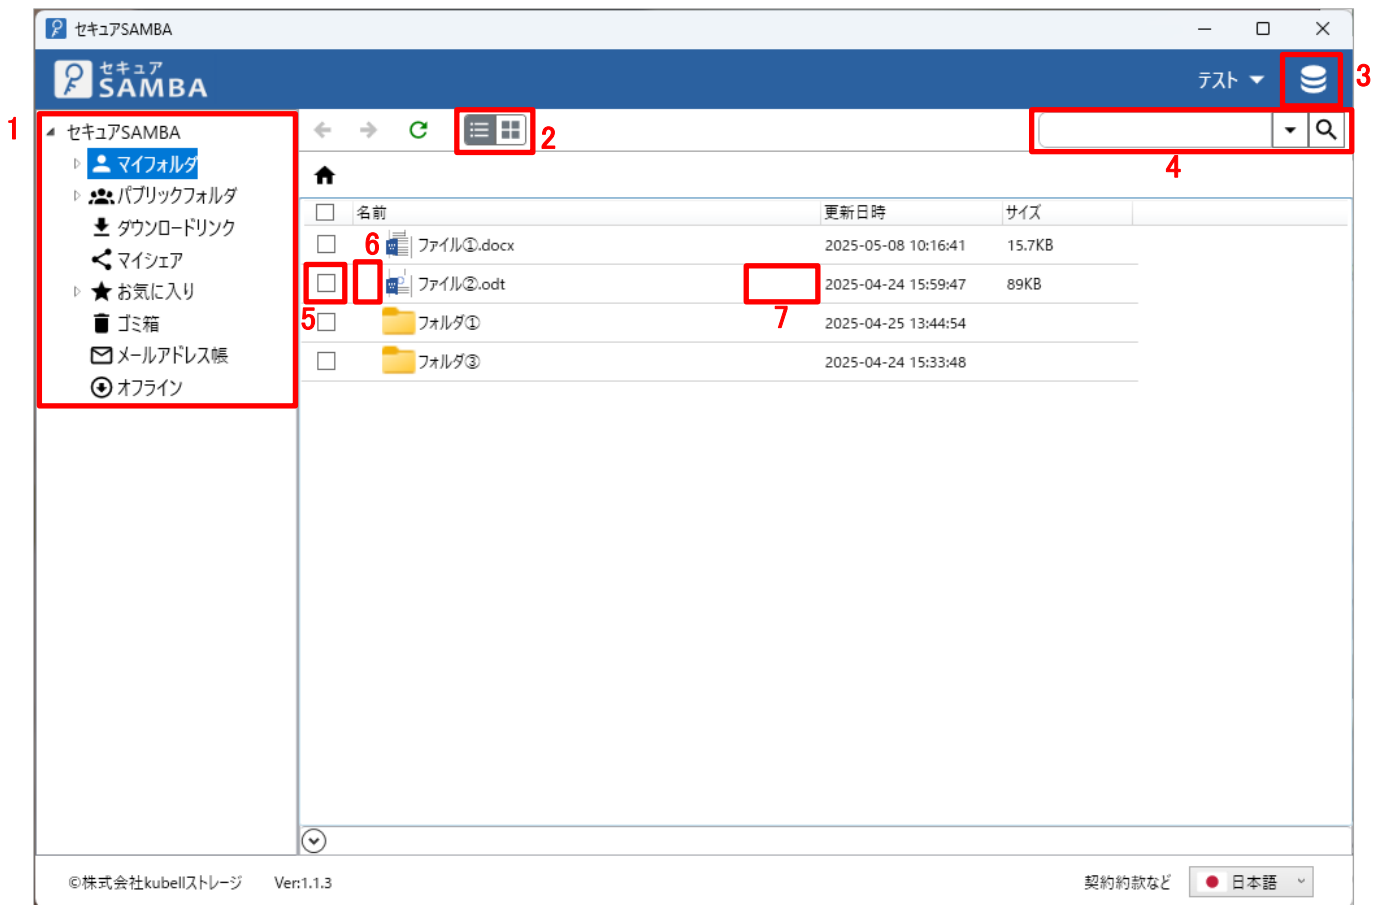 セキュアSAMBA
セキュア
SAMBA
テスト
3
1
セキュアSAMBA
マイフォルダ
パブリックフォルダ
ダウンロードリンク
マイシェア
お気に入り
ゴミ箱
メールアドレス帳
オフライン
2
4
名前 更新日時 サイズ
6
ファイル①.docx 2025-05-08 10:16:41 15.7KB
ファイル②.odt 2025-04-24 15:59:47 89KB
5
7
フォルダ① 2025-04-25 13:44:54
フォルダ③ 2025-04-24 15:33:48
©株式会社kubellストレージ Ver:1.1.3 契約約款など 日本語